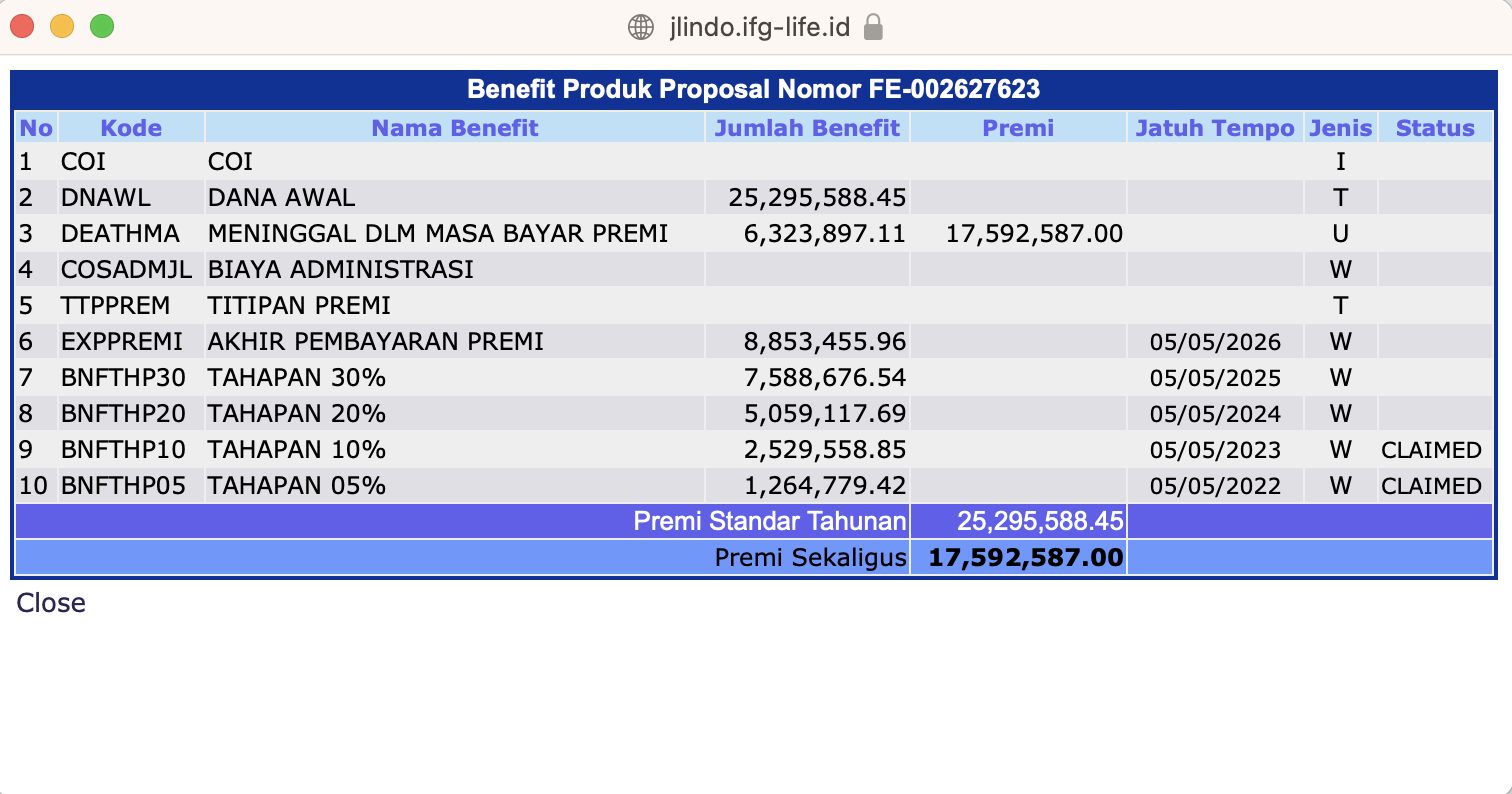 jlindo.ifg-life.id
Benefit Produk Proposal Nomor FE-002627623
No Kode Nama Benefit Jumlah Benefit Premi Jatuh Tempo Jenis Status
1 COI COI I
2 DNAWL DANA AWAL 25,295,588.45 T
3 DEATHMA MENINGGAL DLM MASA BAYAR PREMI 6,323,897.11 17,592,587.00 U
4 COSADMJL BIAYA ADMINISTRASI W
5 TTPPREM TITIPAN PREMI T
6 EXPPREMI AKHIR PEMBAYARAN PREMI 8,853,455.96 05/05/2026 W
7 BNFTHP30 TAHAPAN 30% 7,588,676.54 05/05/2025 W
8 BNFTHP20 TAHAPAN 20% 5,059,117.69 05/05/2024 W
9 BNFTHP10 TAHAPAN 10% 2,529,558.85 05/05/2023 W CLAIMED
10 BNFTHP05 TAHAPAN 05% 1,264,779.42 05/05/2022 W CLAIMED
Premi Standar Tahunan 25,295,588.45
Premi Sekaligus 17,592,587.00
Close